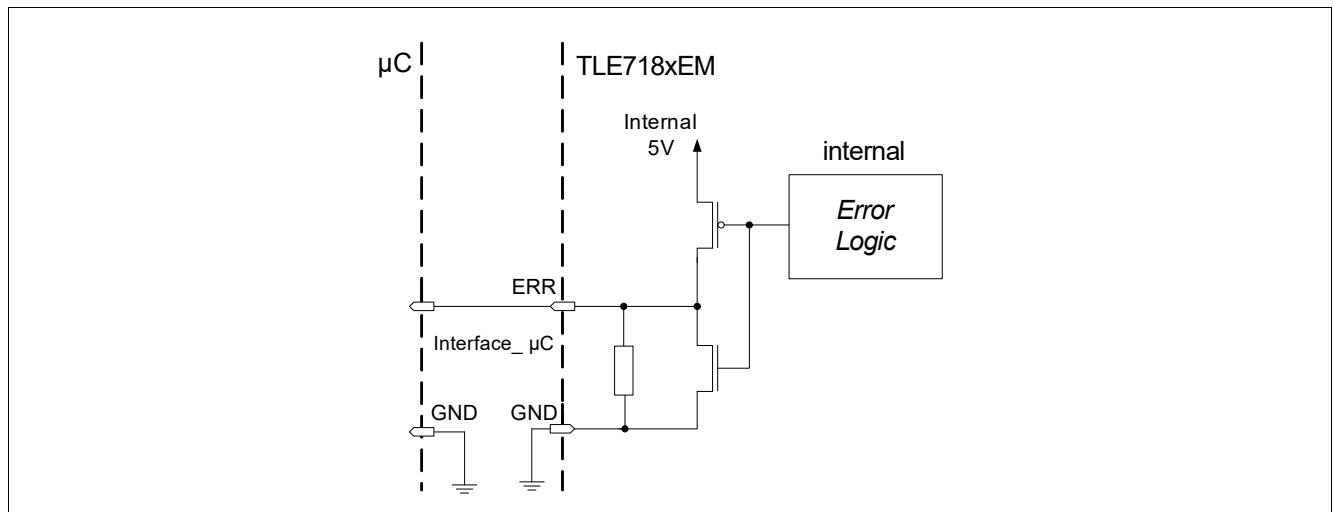 µC
TLE718xEM
Internal
5V
internal
Error
Logic
ERR
Interface_ µC
GND
GND